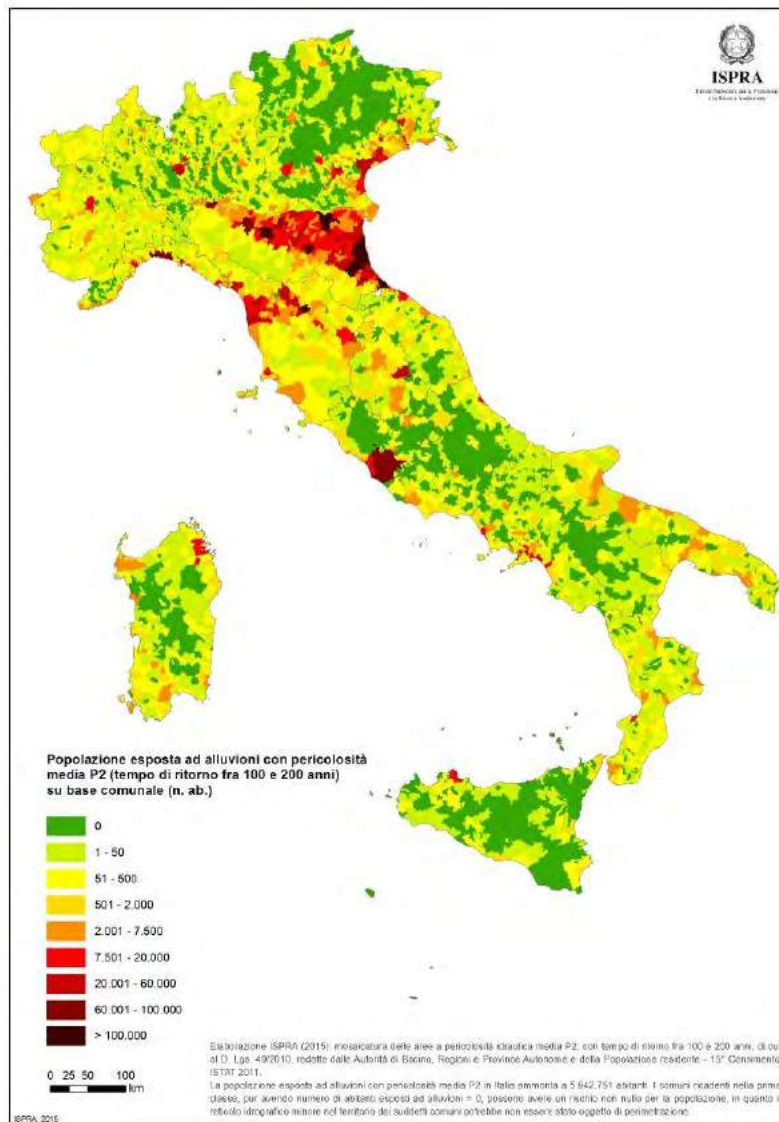 ISPRA
Popolazione esposta ad alluvioni con pericolosità
media P2 (tempo di ritorno fra 100 e 200 anni)
su base comunale (n. ab.)
0
1 - 50
51 - 500
501 - 2.000
2.001 - 7.500
7.501 - 20.000
20.001 - 60.000
60.001 - 100.000
> 100.000
0 25 50 100
km
Elaborazione ISPRA (2015): mosaicatura delle aree a pericolosità idraulica media P2, con tempo di ritorno fra 100 e 200 anni, di cu
al D. Lgs. 49/2010, redatte dalle Autorità di Bacino, Regioni e Province Autonome e della Popolazione residente - 15° Censimento
ISTAT 2011.
La popolazione esposta ad alluvioni con pericolosità media P2 in Italia ammonta a abitanti. I comuni ricadenti nella prima
classe, pur avendo numero di abitanti esposti ad alluvioni = 0, possono avere un rischio non nullo per la popolazione, in quanto i
reticolo idrografico minore nel territorio dei suddetti comuni potrebbe non essere stato oggetto di perimetrazione.
ISPRA, 2015